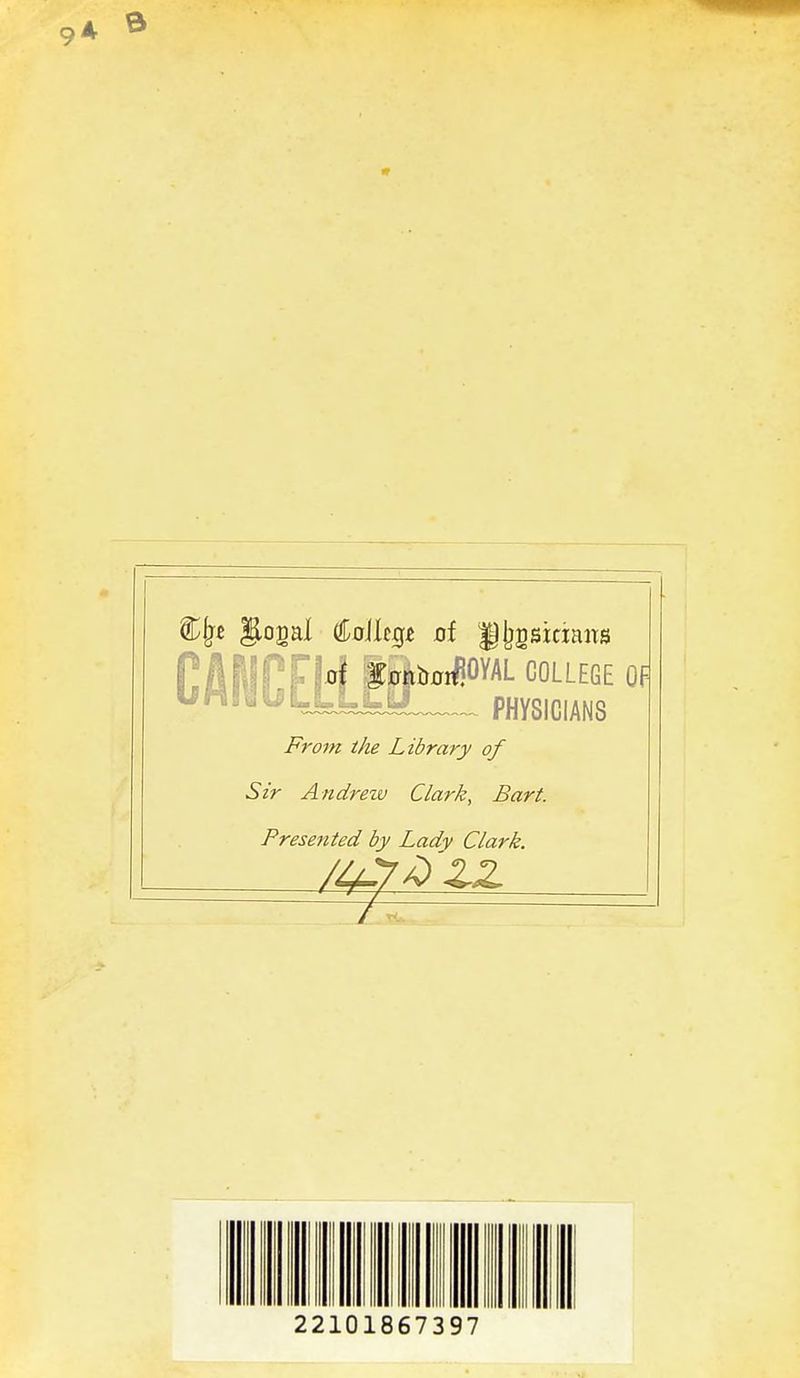 94 B
The Royal College of Physicians
of London.
CANCELLED
ROYAL COLLEGE OF
PHYSICIANS
From the Library of
Sir Andrew Clark, Bart.
Presented by Lady Clark.
22101867397